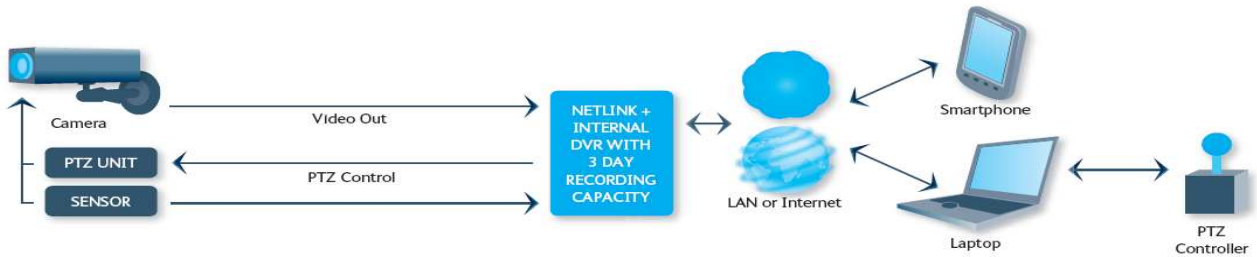 Camera
PTZ UNIT
SENSOR
Video Out
PTZ Control
NETLINK +
INTERNAL
DVR WITH
3 DAY
RECORDING
CAPACITY
LAN or Internet
Smartphone
Laptop
PTZ
Controller